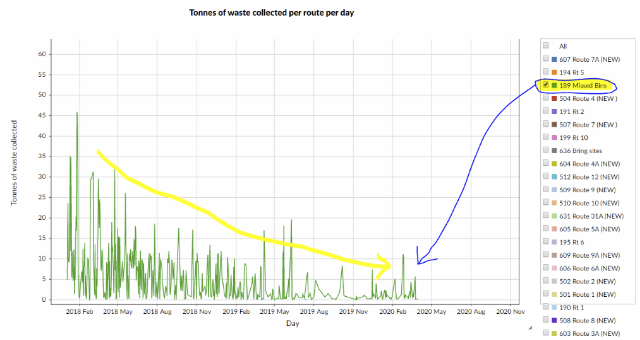 Tonnes of waste collected per route per day
Tonnes of waste collected
60
55
50
45
40
35
30
25
20
15
10
5
0
2018 Feb 2018 May 2018 Aug 2018 Nov 2019 Feb 2019 May 2019 Aug 2019 Nov 2020 Feb 2020 May 2020 Aug 2020 Nov
Day
All
607 Route 7A (NEW)
194 Rt 5
189 Missed Bins
504 Route 4 (NEW )
191 Rt 2
507 Route 7 (NEW )
199 Rt 10
636 Bring sites
604 Route 4A (NEW)
512 Route 12 (NEW)
509 Route 9 (NEW)
510 Route 10 (NEW)
631 Route 31A (NEW)
605 Route 5A (NEW)
195 Rt 6
609 Route 9A (NEW)
606 Route 6A (NEW)
502 Route 2 (NEW)
501 Route 1 (NEW)
190 Rt 1
508 Route 8 (NEW)
603 Route 3A (NEW)